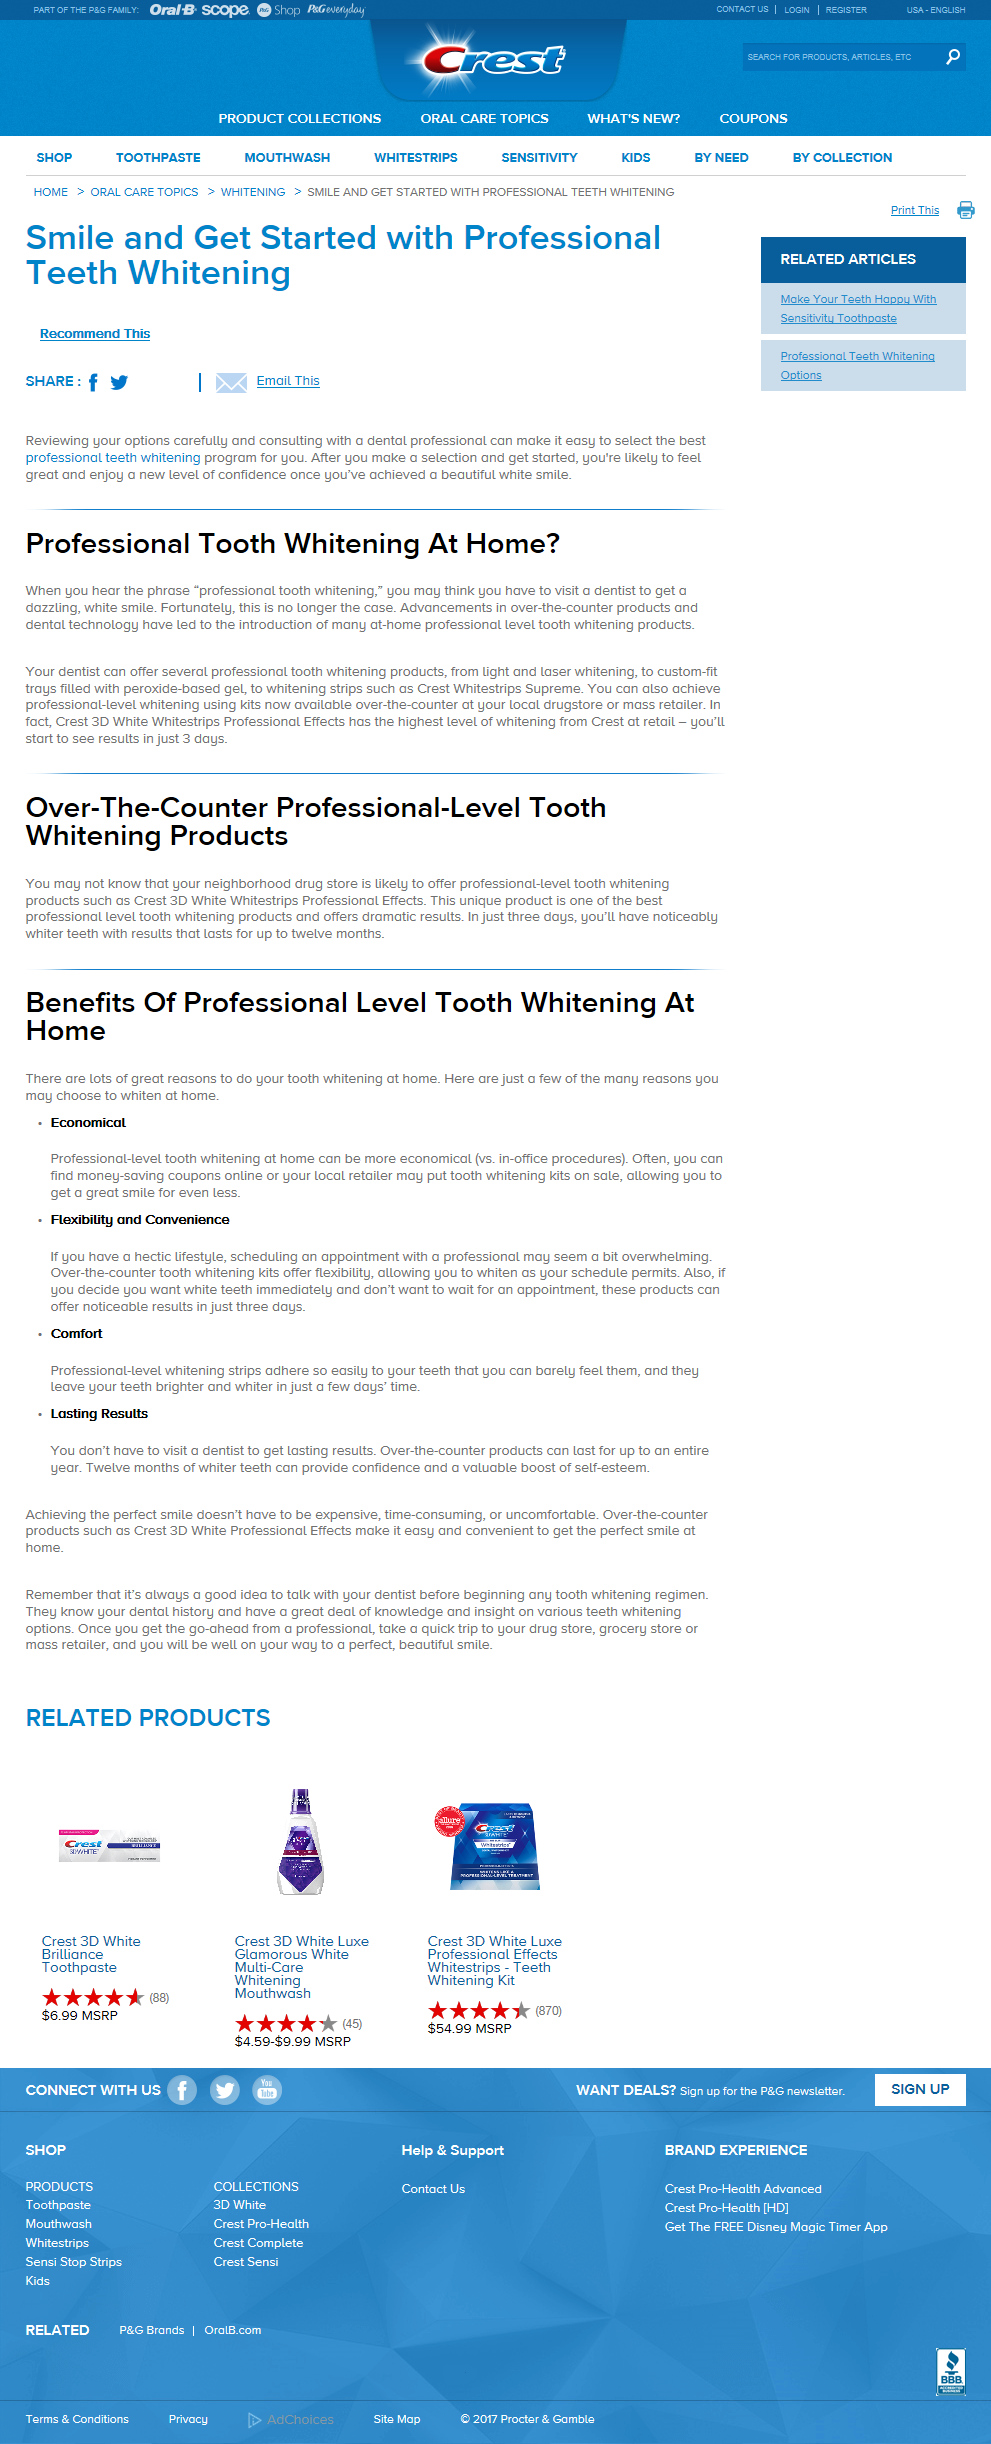 PART OF THE P&G FAMILY: Oral-B scope. P&G Shop P&G everyday
CONTACT US | LOGIN | REGISTER USA - ENGLISH
Crest
SEARCH FOR PRODUCTS, ARTICLES, ETC
PRODUCT COLLECTIONS ORAL CARE TOPICS WHAT'S NEW? COUPONS
SHOP TOOTHPASTE MOUTHWASH WHITESTRIPS SENSITIVITY KIDS BY NEED BY COLLECTION
HOME > ORAL CARE TOPICS > WHITENING > SMILE AND GET STARTED WITH PROFESSIONAL TEETH WHITENING
Print This
Smile and Get Started with Professional
Teeth Whitening
RELATED ARTICLES
Make Your Teeth Happy With
Sensitivity Toothpaste
Professional Teeth Whitening
Options
Recommend This
SHARE : | Email This
Reviewing your options carefully and consulting with a dental professional can make it easy to select the best
professional teeth whitening program for you. After you make a selection and get started, you're likely to feel
great and enjoy a new level of confidence once you've achieved a beautiful white smile.
Professional Tooth Whitening At Home?
When you hear the phrase “professional tooth whitening,” you may think you have to visit a dentist to get a
dazzling, white smile. Fortunately, this is no longer the case. Advancements in over-the-counter products and
dental technology have led to the introduction of many at-home professional level tooth whitening products.
Your dentist can offer several professional tooth whitening products, from light and laser whitening, to custom-fit
trays filled with peroxide-based gel, to whitening strips such as Crest Whitestrips Supreme. You can also achieve
professional-level whitening using kits now available over-the-counter at your local drugstore or mass retailer. In
fact, Crest 3D White Whitestrips Professional Effects has the highest level of whitening from Crest at retail – you'll
start to see results in just 3 days.
Over-The-Counter Professional-Level Tooth
Whitening Products
You may not know that your neighborhood drug store is likely to offer professional-level tooth whitening
products such as Crest 3D White Whitestrips Professional Effects. This unique product is one of the best
professional level tooth whitening products and offers dramatic results. In just three days, you'll have noticeably
whiter teeth with results that lasts for up to twelve months.
Benefits Of Professional Level Tooth Whitening At
Home
There are lots of great reasons to do your tooth whitening at home. Here are just a few of the many reasons you
may choose to whiten at home.
• Economical
Professional-level tooth whitening at home can be more economical (vs. in-office procedures). Often, you can
find money-saving coupons online or your local retailer may put tooth whitening kits on sale, allowing you to
get a great smile for even less.
• Flexibility and Convenience
If you have a hectic lifestyle, scheduling an appointment with a professional may seem a bit overwhelming.
Over-the-counter tooth whitening kits offer flexibility, allowing you to whiten as your schedule permits. Also, if
you decide you want white teeth immediately and don't want to wait for an appointment, these products can
offer noticeable results in just three days.
• Comfort
Professional-level whitening strips adhere so easily to your teeth that you can barely feel them, and they
leave your teeth brighter and whiter in just a few days' time.
• Lasting Results
You don't have to visit a dentist to get lasting results. Over-the-counter products can last for up to an entire
year. Twelve months of whiter teeth can provide confidence and a valuable boost of self-esteem.
Achieving the perfect smile doesn't have to be expensive, time-consuming, or uncomfortable. Over-the-counter
products such as Crest 3D White Professional Effects make it easy and convenient to get the perfect smile at
home.
Remember that it's always a good idea to talk with your dentist before beginning any tooth whitening regimen.
They know your dental history and have a great deal of knowledge and insight on various teeth whitening
options. Once you get the go-ahead from a professional, take a quick trip to your drug store, grocery store or
mass retailer, and you will be well on your way to a perfect, beautiful smile.
RELATED PRODUCTS
Crest
3D WHITE
BRILLIANCE
allure
Crest
3D WHITE
Whitestrips
Crest 3D White
Brilliance
Toothpaste
(88)
$6.99 MSRP
Crest 3D White Luxe
Glamorous White
Multi-Care
Whitening
Mouthwash
(45)
$4.59-$9.99 MSRP
Crest 3D White Luxe
Professional Effects
Whitestrips - Teeth
Whitening Kit
(870)
$54.99 MSRP
CONNECT WITH US You Tube WANT DEALS? Sign up for the P&G newsletter. SIGN UP
SHOP
PRODUCTS
Toothpaste
Mouthwash
Whitestrips
Sensi Stop Strips
Kids
COLLECTIONS
3D White
Crest Pro-Health
Crest Complete
Crest Sensi
Help & Support
Contact Us
BRAND EXPERIENCE
Crest Pro-Health Advanced
Crest Pro-Health [HD]
Get The FREE Disney Magic Timer App
RELATED P&G Brands | OralB.com
BBB
Terms & Conditions Privacy AdChoices Site Map © 2017 Procter & Gamble